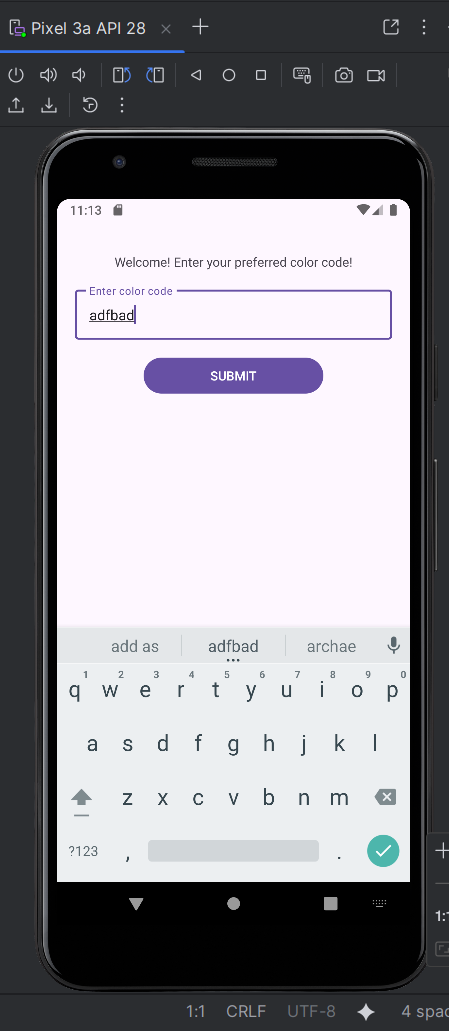 Pixel 3a API 28
11:13
Welcome! Enter your preferred color code!
Enter color code
adfbad
SUBMIT
add as adfbad archae
1 2 3 4 5 6 7 8 9 0
q w e r t y u i o p
a s d f g h j k l
z x c v b n m
?123 , .
1:1
1:1 CRLF UTF-8 4 spac